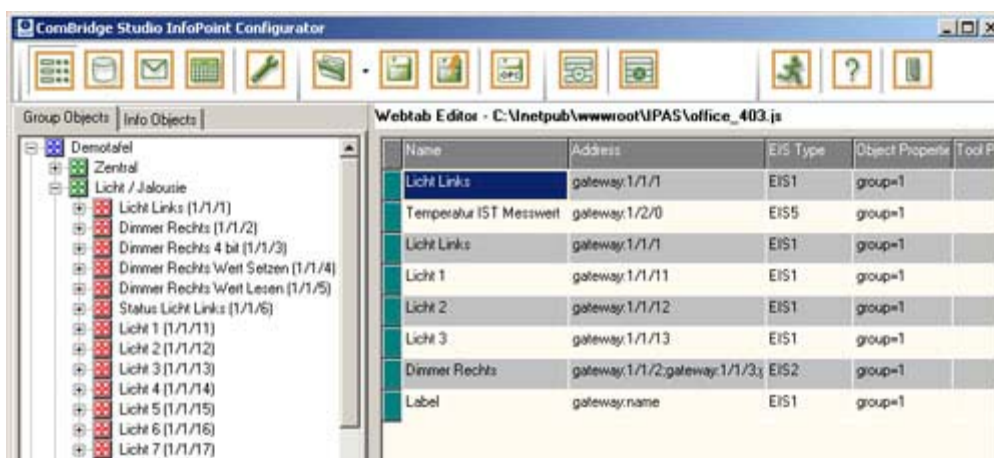 ComBridge Studio InfoPoint Configurator
OPC
?
Group Objects Info Objects
Webtab Editor - C:\Inetpub\wwwroot\IPAS\office_403.js
Demotafel
Zentral
Licht / Jalousie
Licht Links (1/1/1)
Dimmer Rechts (1/1/2)
Dimmer Rechts 4 bit (1/1/3)
Dimmer Rechts Wert Setzen (1/1/4)
Dimmer Rechts Wert Lesen (1/1/5)
Status Licht Links (1/1/6)
Licht 1 (1/1/11)
Licht 2 (1/1/12)
Licht 3 (1/1/13)
Licht 4 (1/1/14)
Licht 5 (1/1/15)
Licht 6 (1/1/16)
Licht 7 (1/1/17)
Name Address EIS Type Object Propertie Tool P
Licht Links gateway:1/1/1 EIS1 group=1
Temperatur IST Messwert gateway:1/2/0 EIS5 group=1
Licht Links gateway:1/1/1 EIS1 group=1
Licht 1 gateway:1/1/11 EIS1 group=1
Licht 2 gateway:1/1/12 EIS1 group=1
Licht 3 gateway:1/1/13 EIS1 group=1
Dimmer Rechts gateway:1/1/2;gateway:1/1/3;g EIS2 group=1
Label gateway:name EIS1 group=1